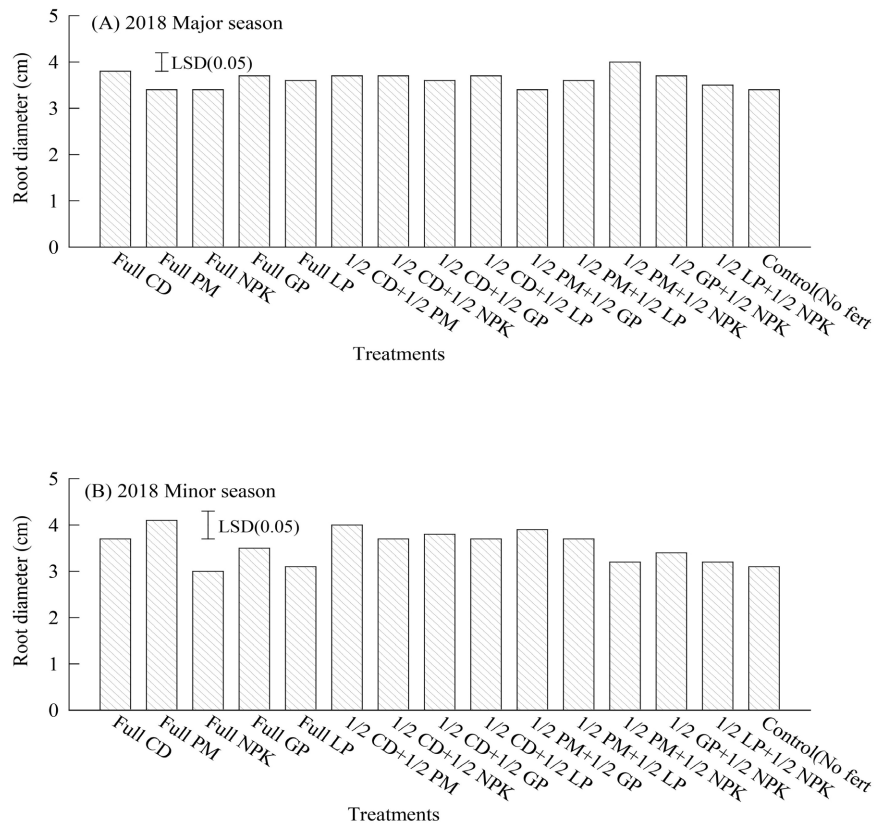 (A) 2018 Major season
LSD(0.05)
Root diameter (cm)
5
4
3
2
1
0
Full CD
Full PM
Full NPK
Full GP
Full LP
1/2 CD+1/2 PM
1/2 CD+1/2 NPK
1/2 CD+1/2 GP
1/2 CD+1/2 LP
1/2 PM+1/2 GP
1/2 PM+1/2 LP
1/2 PM+1/2 NPK
1/2 GP+1/2 NPK
1/2 LP+1/2 NPK
Control(No fert
Treatments
(B) 2018 Minor season
LSD(0.05)
Root diameter (cm)
5
4
3
2
1
0
Full CD
Full PM
Full NPK
Full GP
Full LP
1/2 CD+1/2 PM
1/2 CD+1/2 NPK
1/2 CD+1/2 GP
1/2 CD+1/2 LP
1/2 PM+1/2 GP
1/2 PM+1/2 LP
1/2 PM+1/2 NPK
1/2 GP+1/2 NPK
1/2 LP+1/2 NPK
Control(No fert
Treatments